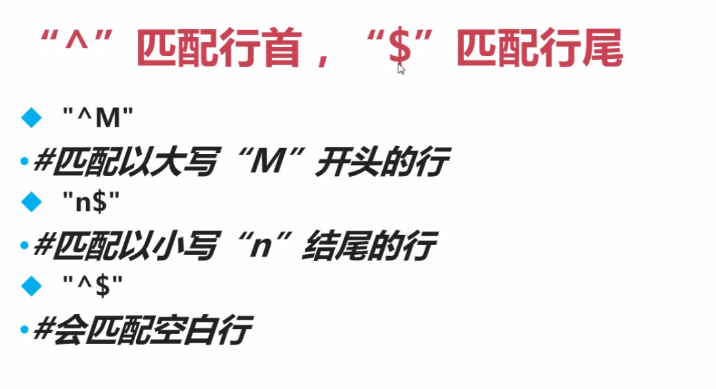 “^”匹配行首，“$”匹配行尾
"^M"
#匹配以大写“M”开头的行
"n$"
#匹配以小写“n”结尾的行
"^$"
#会匹配空白行